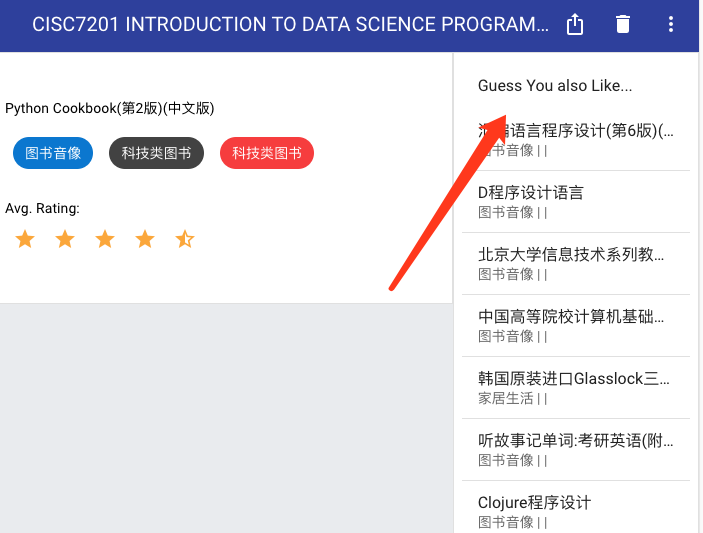 CISC7201 INTRODUCTION TO DATA SCIENCE PROGRAM...
Python Cookbook(第2版)(中文版)
图书音像
科技类图书
科技类图书
Avg. Rating:
Guess You also Like...
汇编语言程序设计(第6版)(...
图书音像 | |
D程序设计语言
图书音像 | |
北京大学信息技术系列教...
图书音像 | |
中国高等院校计算机基础...
图书音像 | |
韩国原装进口Glasslock三...
家居生活 | |
听故事记单词:考研英语(附...
图书音像 | |
Clojure程序设计
图书音像 | |